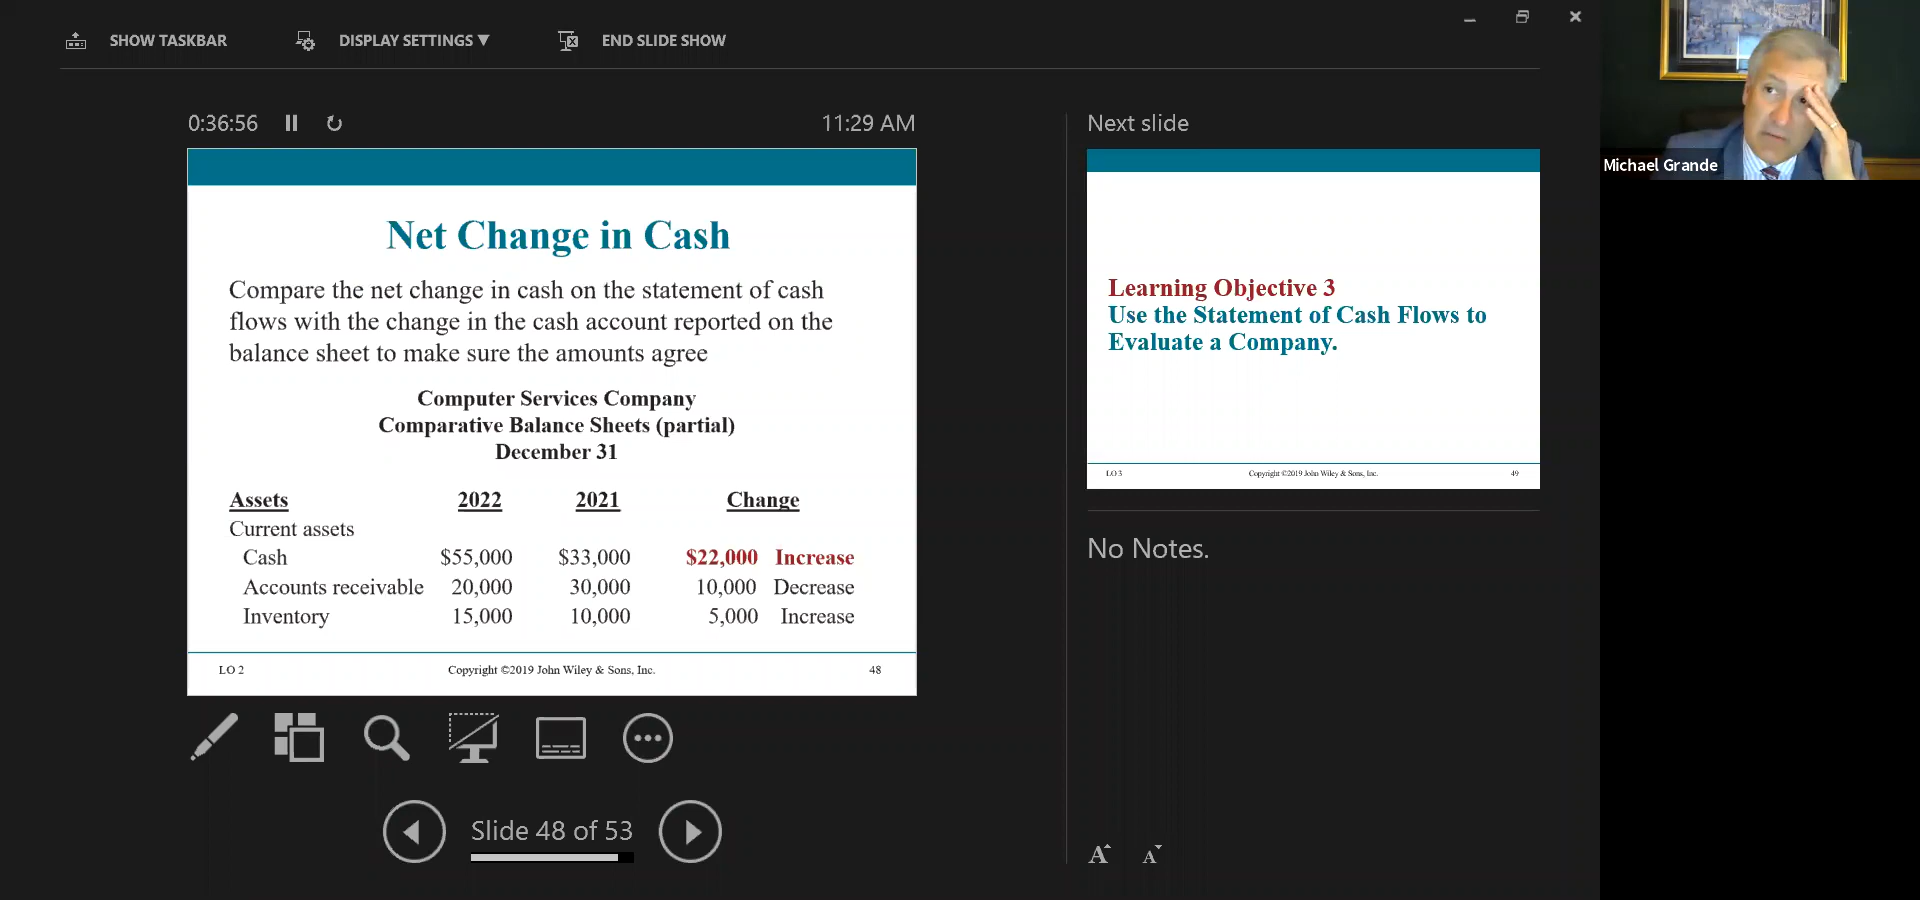 SHOW TASKBAR DISPLAY SETTINGS ▼ END SLIDE SHOW
0:36:56 11:29 AM
Net Change in Cash
Compare the net change in cash on the statement of cash
flows with the change in the cash account reported on the
balance sheet to make sure the amounts agree
Computer Services Company
Comparative Balance Sheets (partial)
December 31
Assets 2022 2021 Change
Current assets
Cash $55,000 $33,000 $22,000 Increase
Accounts receivable 20,000 30,000 10,000 Decrease
Inventory 15,000 10,000 5,000 Increase
LO 2 Copyright ©2019 John Wiley & Sons, Inc. 48
Slide 48 of 53
Next slide
Learning Objective 3
Use the Statement of Cash Flows to
Evaluate a Company.
LO 3 Copyright ©2019 John Wiley & Sons, Inc. 49
No Notes.
A A
Michael Grande